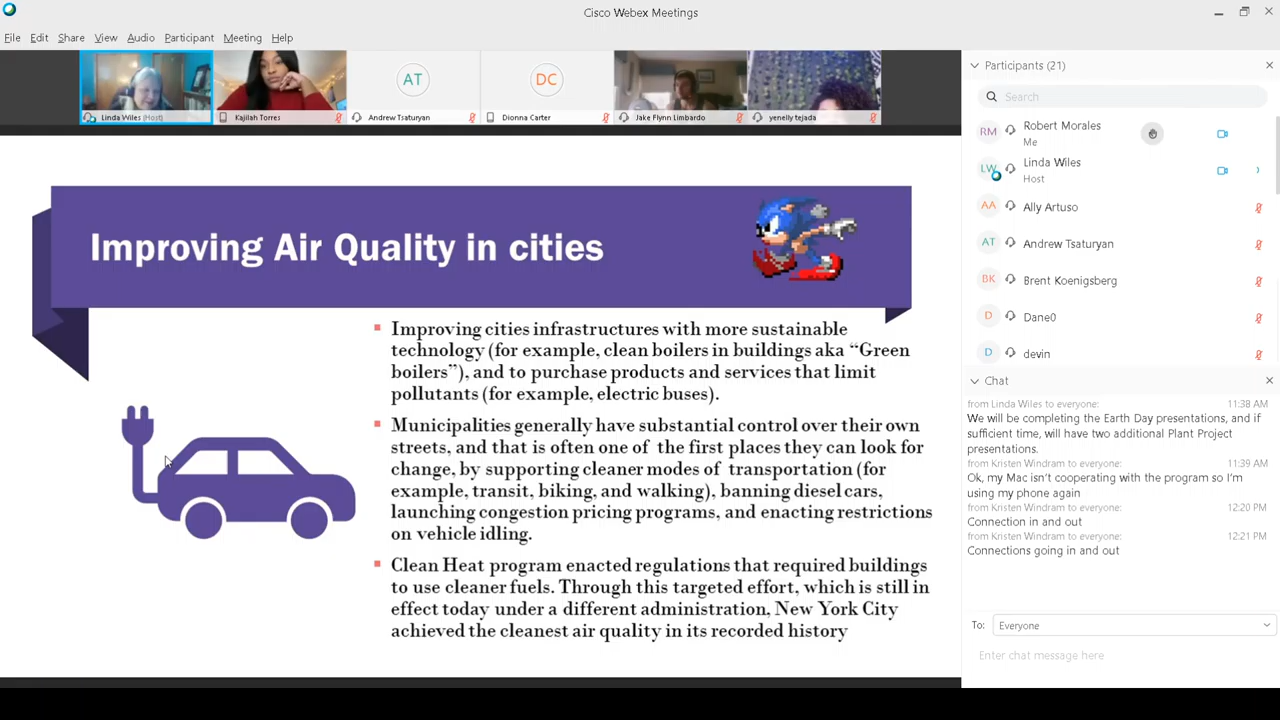 Cisco Webex Meetings
File Edit Share View Audio Participant Meeting Help
Linda Wiles (Host)
Kajilah Torres
AT
Andrew Tsaturyan
DC
Dionna Carter
Jake Flynn Limbardo
yenelly tejada
Improving Air Quality in cities
Improving cities infrastructures with more sustainable
technology (for example, clean boilers in buildings aka “Green
boilers”), and to purchase products and services that limit
pollutants (for example, electric buses).
Municipalities generally have substantial control over their own
streets, and that is often one of the first places they can look for
change, by supporting cleaner modes of transportation (for
example, transit, biking, and walking), banning diesel cars,
launching congestion pricing programs, and enacting restrictions
on vehicle idling.
Clean Heat program enacted regulations that required buildings
to use cleaner fuels. Through this targeted effort, which is still in
effect today under a different administration, New York City
achieved the cleanest air quality in its recorded history
Participants (21)
Search
RM Robert Morales
Me
LW Linda Wiles
Host
AA Ally Artuso
AT Andrew Tsaturyan
BK Brent Koenigsberg
D Dane0
D devin
Chat
from Linda Wiles to everyone: 11:38 AM
We will be completing the Earth Day presentations, and if
sufficient time, will have two additional Plant Project
presentations.
from Kristen Windram to everyone: 11:39 AM
Ok, my Mac isn't cooperating with the program so I'm
using my phone again
from Kristen Windram to everyone: 12:20 PM
Connection in and out
from Kristen Windram to everyone: 12:21 PM
Connections going in and out
To: Everyone
Enter chat message here